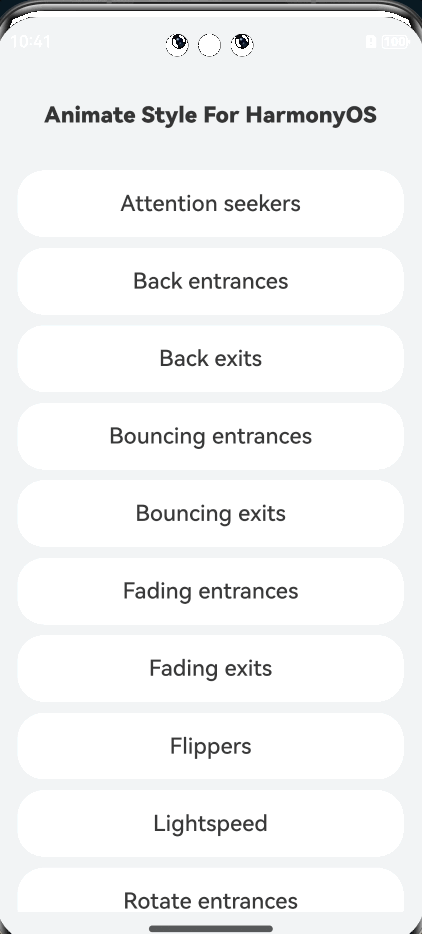 10:41
100
Animate Style For HarmonyOS
Attention seekers
Back entrances
Back exits
Bouncing entrances
Bouncing exits
Fading entrances
Fading exits
Flippers
Lightspeed
Rotate entrances